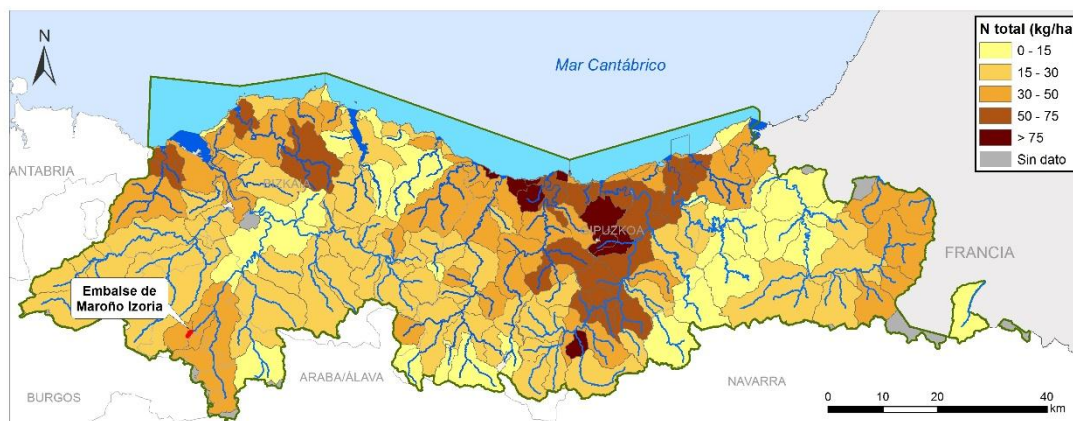 N
Mar Cantábrico
N total (kg/ha
0 - 15
15 - 30
30 - 50
50 - 75
> 75
Sin dato
ANTABRIA
BIZKAIA
GIPUZKOA
FRANCIA
Embalse de
Maroño Izoria
BURGOS
ARABA/ÁLAVA
NAVARRA
0 10 20 40
km